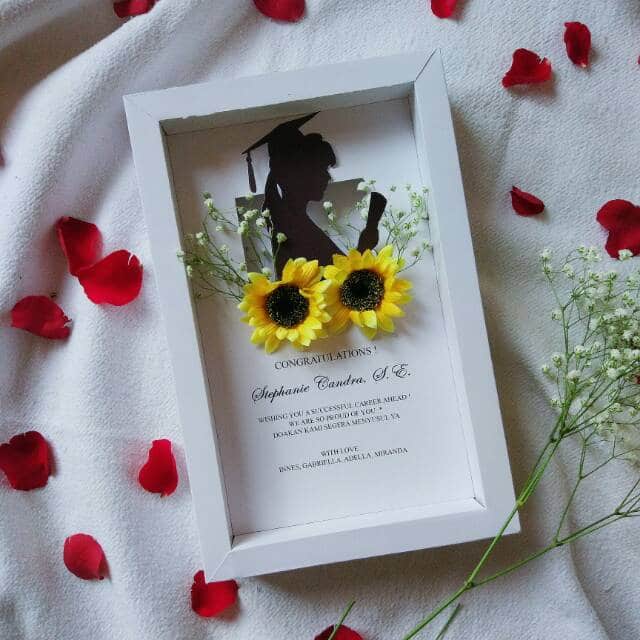 CONGRATULATIONS !
Stephanie Candra, S.E.
WISHING YOU A SUCCESSFUL CAREER AHEAD !
WE ARE SO PROUD OF YOU *
DOAKAN KAMI SEGERA MENYUSUL YA
WITH LOVE
INNES, GABRIELLA, ADELLA, MIRANDA